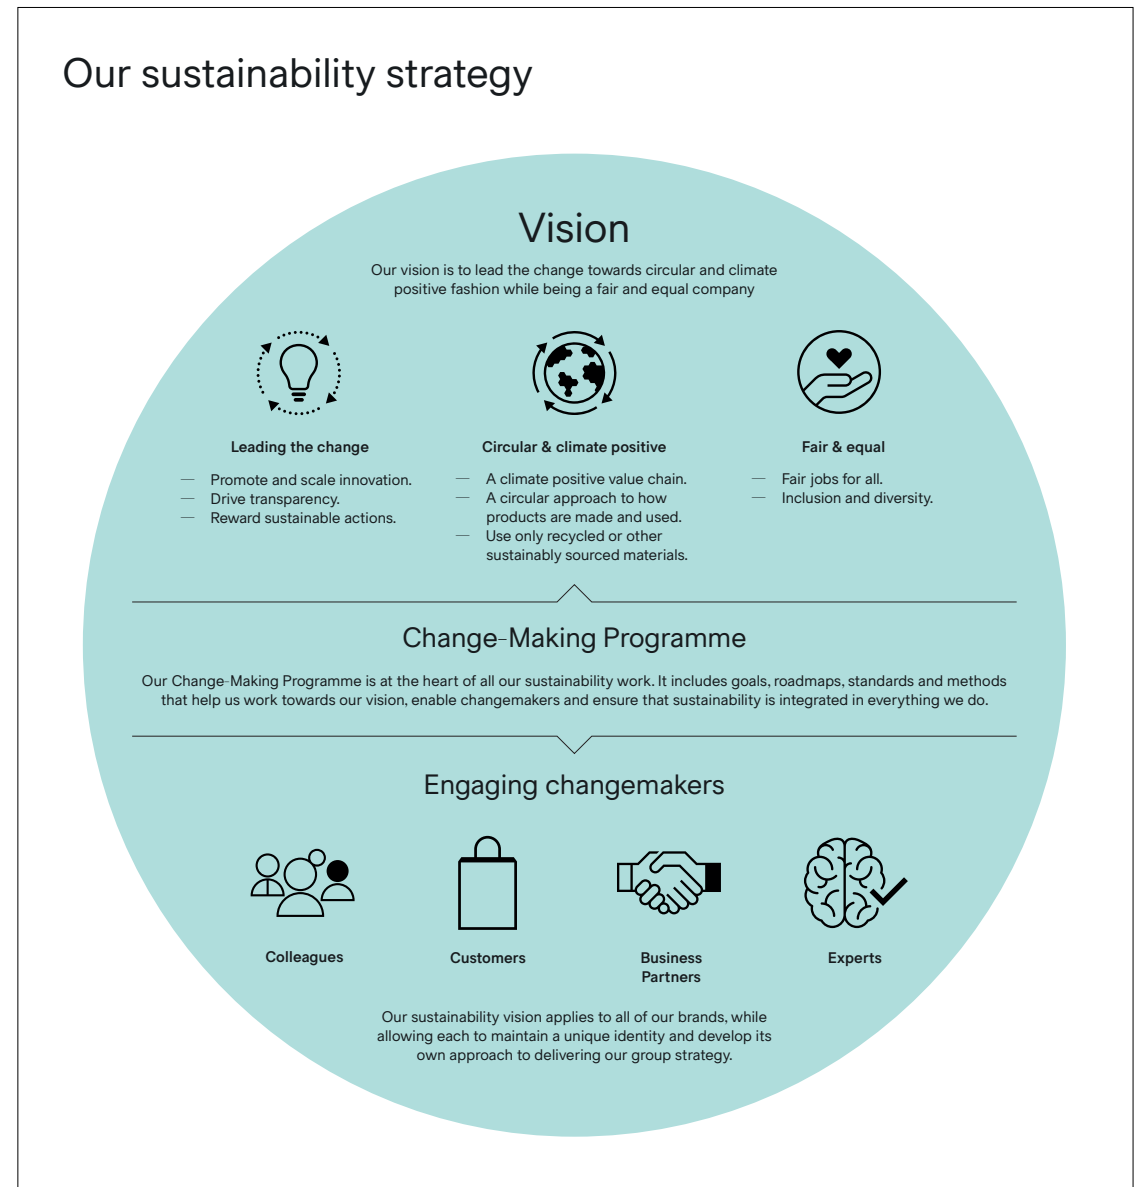 Our sustainability strategy
Vision
Our vision is to lead the change towards circular and climate
positive fashion while being a fair and equal company
Leading the change
— Promote and scale innovation.
— Drive transparency.
— Reward sustainable actions.
Circular & climate positive
— A climate positive value chain.
— A circular approach to how
products are made and used.
— Use only recycled or other
sustainably sourced materials.
Fair & equal
— Fair jobs for all.
— Inclusion and diversity.
Change-Making Programme
Our Change-Making Programme is at the heart of all our sustainability work. It includes goals, roadmaps, standards and methods
that help us work towards our vision, enable changemakers and ensure that sustainability is integrated in everything we do.
Engaging changemakers
Colleagues
Customers
Business
Partners
Experts
Our sustainability vision applies to all of our brands, while
allowing each to maintain a unique identity and develop its
own approach to delivering our group strategy.